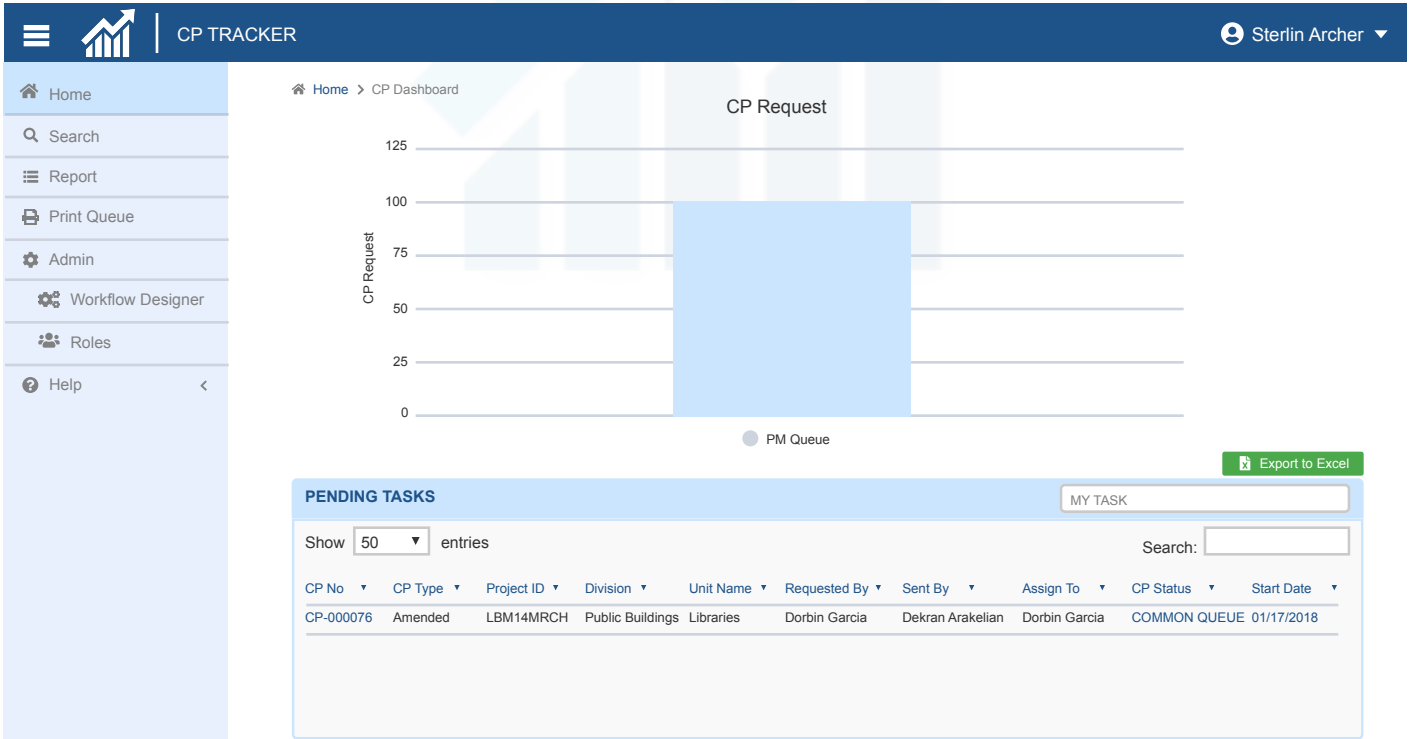 CP TRACKER
Sterlin Archer
Home
Search
Report
Print Queue
Admin
Workflow Designer
Roles
Help
Home > CP Dashboard
CP Request
125
100
75
50
25
0
CP Request
PM Queue
Export to Excel
PENDING TASKS
MY TASK
Show 50 entries
Search:
CP No CP Type Project ID Division Unit Name Requested By Sent By Assign To CP Status Start Date
CP-000076 Amended LBM14MRCH Public Buildings Libraries Dorbin Garcia Dekran Arakelian Dorbin Garcia COMMON QUEUE 01/17/2018